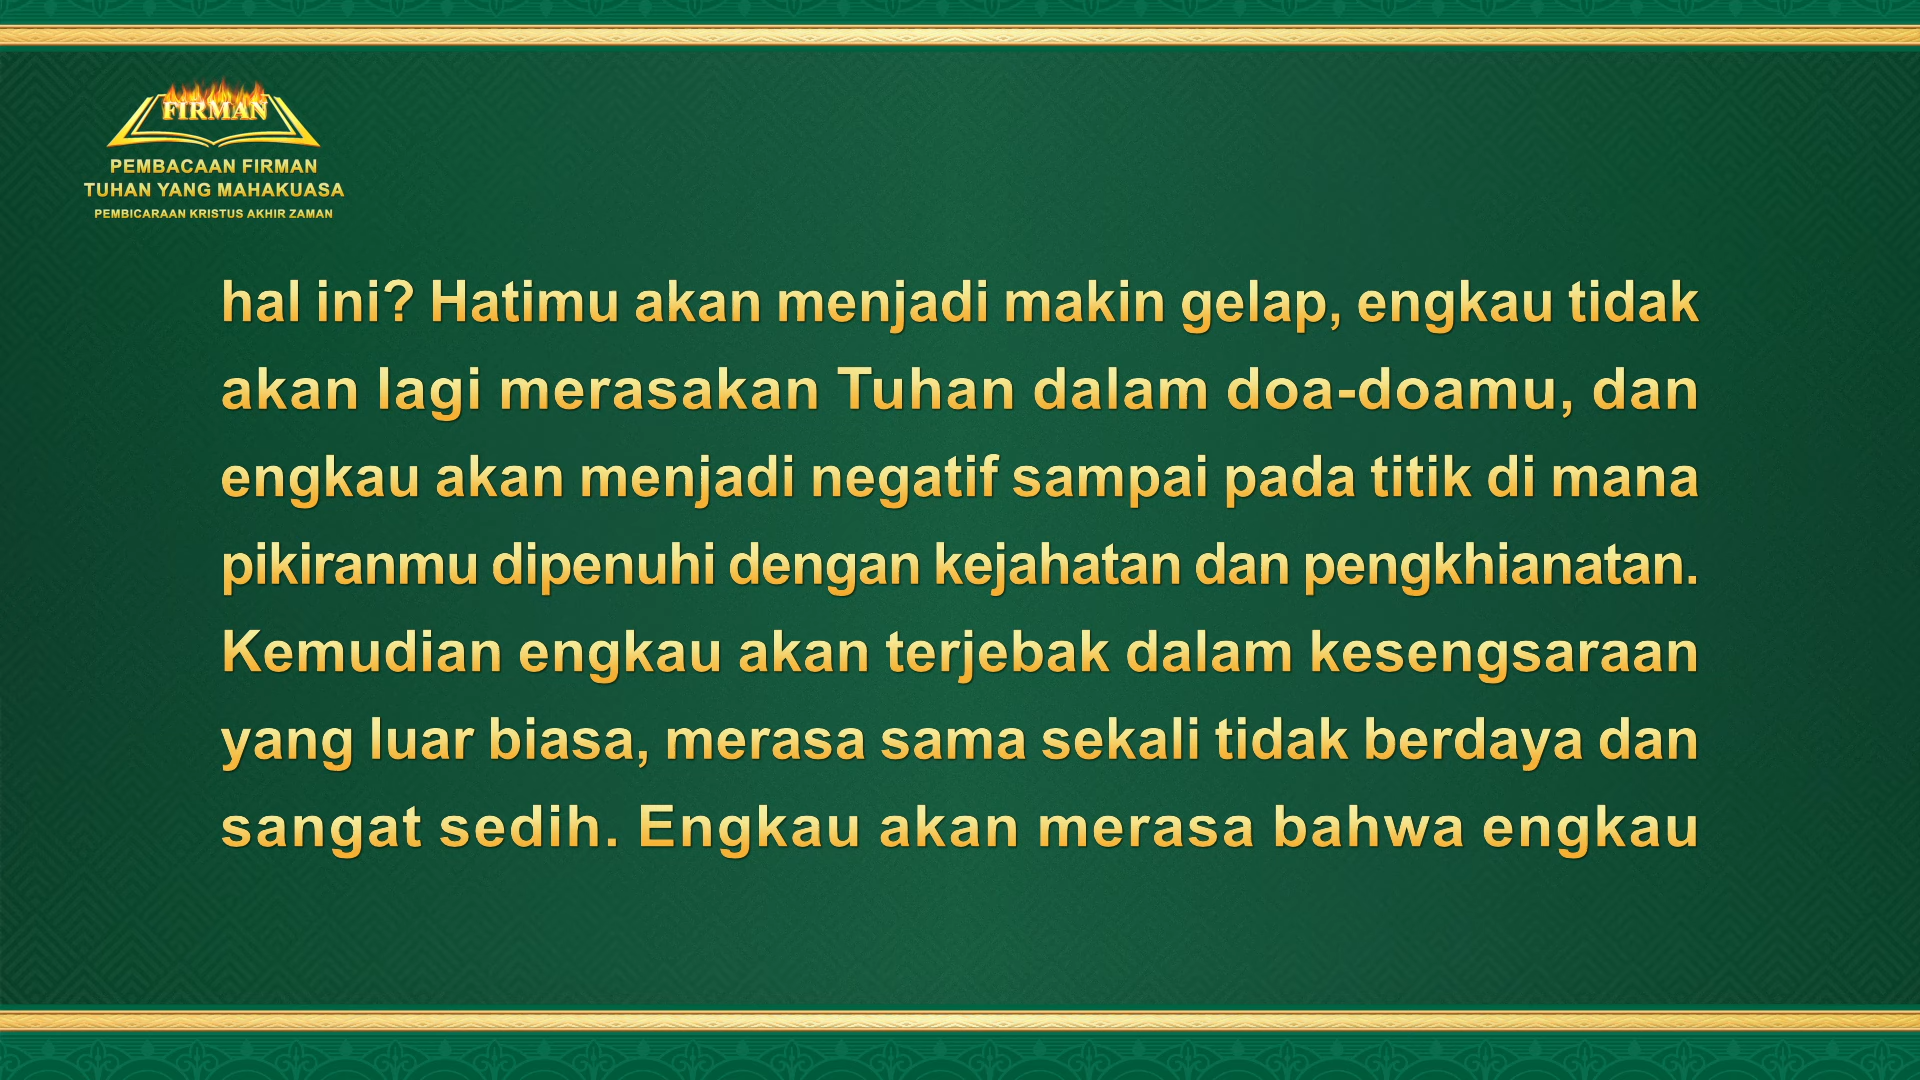 FIRMAN
PEMBACAAN FIRMAN
TUHAN YANG MAHAKUASA
PEMBICARAAN KRISTUS AKHIR ZAMAN
hal ini? Hatimu akan menjadi makin gelap, engkau tidak
akan lagi merasakan Tuhan dalam doa-doamu, dan
engkau akan menjadi negatif sampai pada titik di mana
pikiranmu dipenuhi dengan kejahatan dan pengkhianatan.
Kemudian engkau akan terjebak dalam kesengsaraan
yang luar biasa, merasa sama sekali tidak berdaya dan
sangat sedih. Engkau akan merasa bahwa engkau